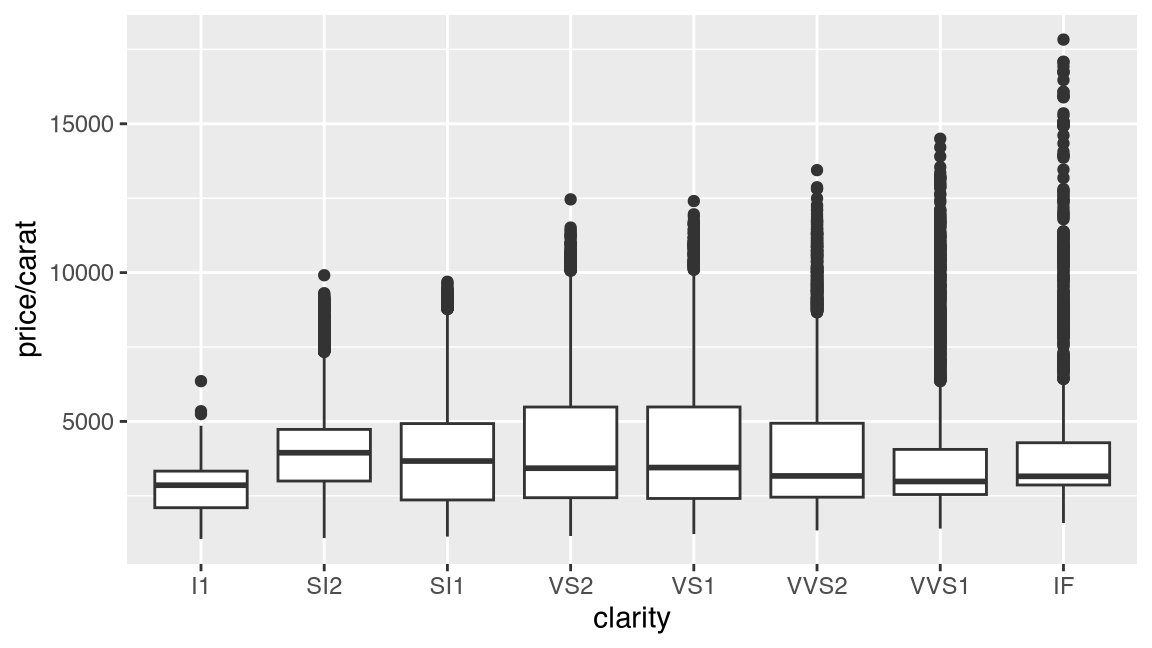 price/carat
15000
10000
5000
I1 SI2 SI1 VS2 VS1 VVS2 VVS1 IF
clarity